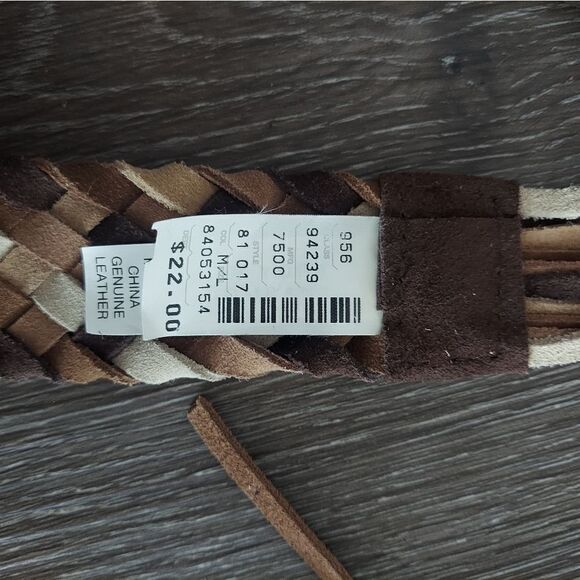 956
CLASS
94239
MFG
7500
STYLE
81 017
COL M/L
84053154
$22.00
CHINA
GENUINE
LEATHER